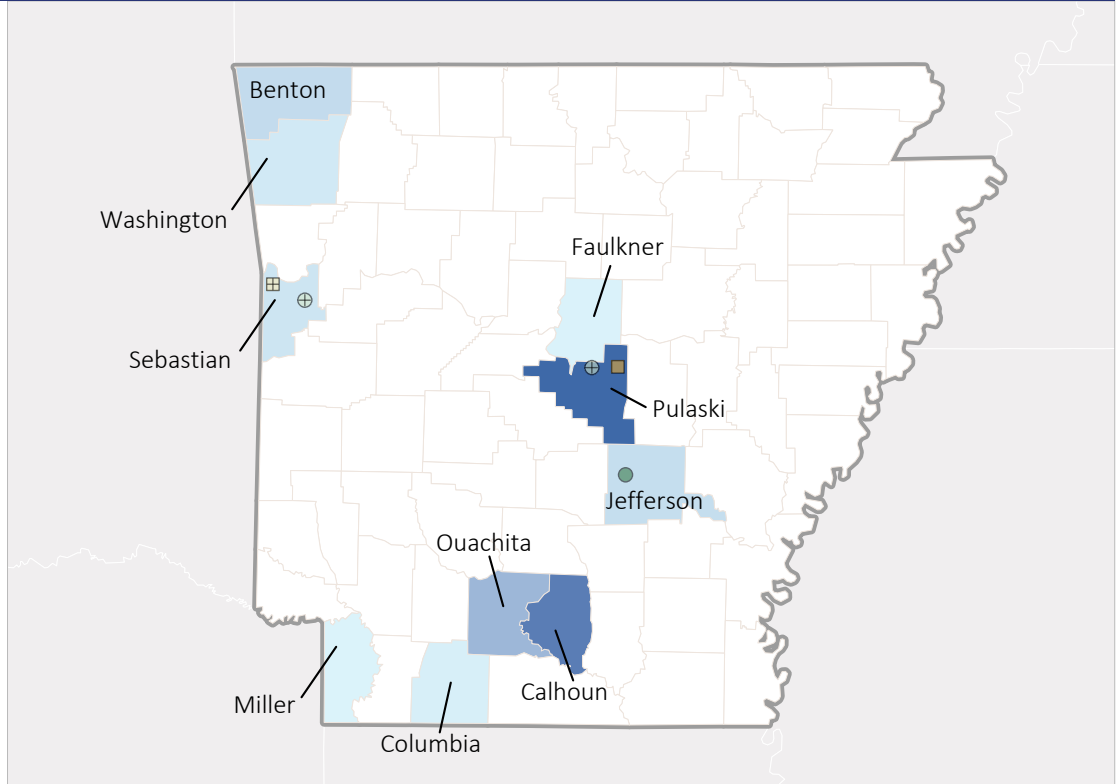 Benton
Washington
Faulkner
Sebastian
Pulaski
Jefferson
Ouachita
Calhoun
Miller
Columbia